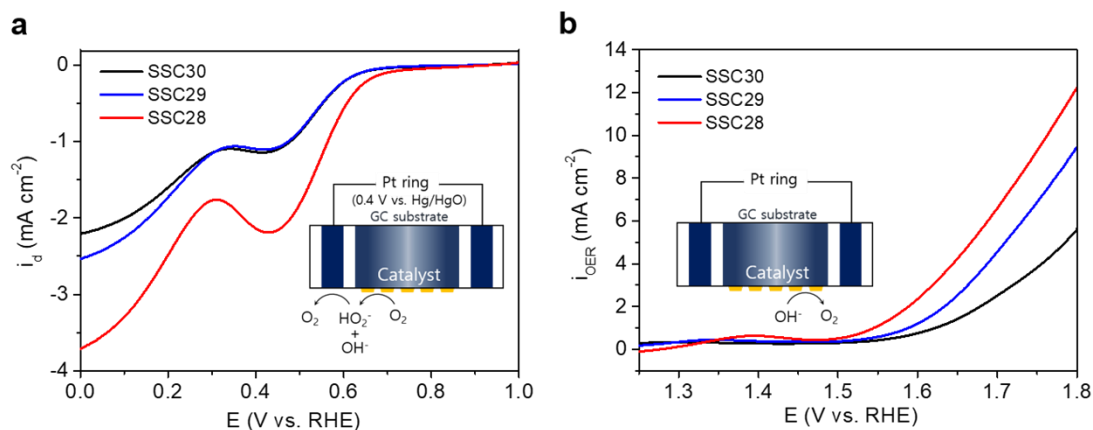 a
SSC30
SSC29
SSC28
0
-1
-2
-3
-4
i_d (mA cm⁻²)
0.0 0.2 0.4 0.6 0.8 1.0
E (V vs. RHE)
Pt ring
(0.4 V vs. Hg/HgO)
GC substrate
Catalyst
O₂ HO₂⁻ O₂
+
OH⁻
b
SSC30
SSC29
SSC28
14
12
10
8
6
4
2
0
i_OER (mA cm⁻²)
1.3 1.4 1.5 1.6 1.7 1.8
E (V vs. RHE)
Pt ring
GC substrate
Catalyst
OH⁻ O₂